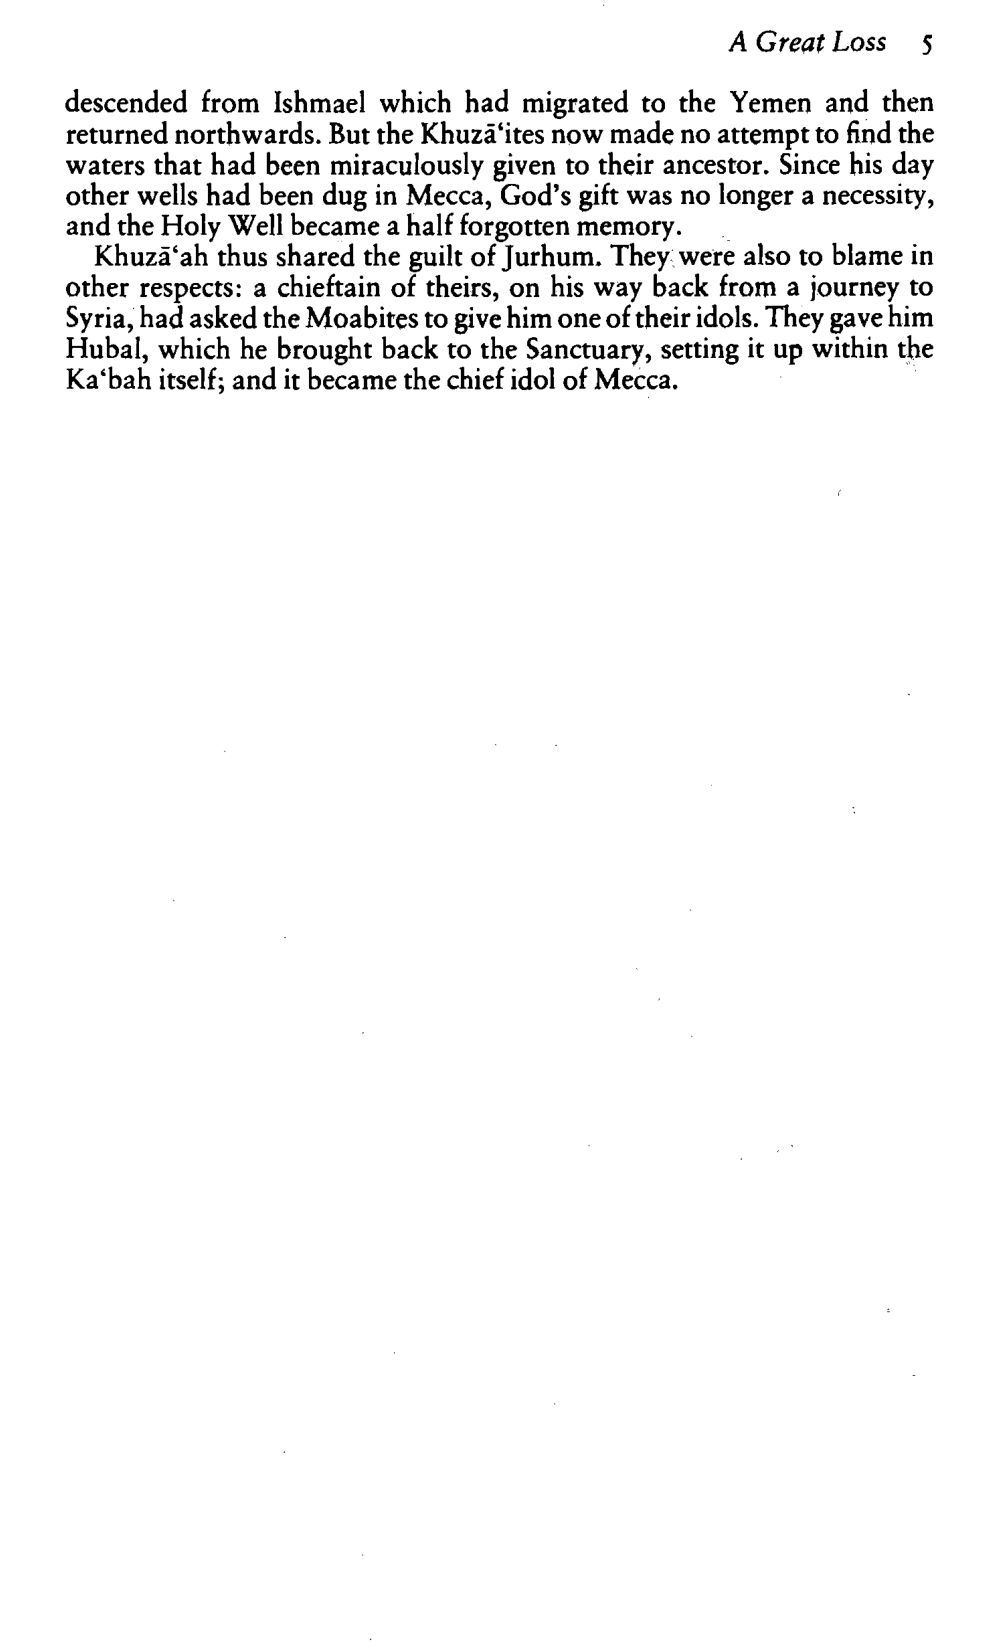 A Great Loss 5
descended from Ishmael which had migrated to the Yemen and then
returned northwards. But the Khuzā‘ites now made no attempt to find the
waters that had been miraculously given to their ancestor. Since his day
other wells had been dug in Mecca, God's gift was no longer a necessity,
and the Holy Well became a half forgotten memory.
Khuzā‘ah thus shared the guilt of Jurhum. They were also to blame in
other respects: a chieftain of theirs, on his way back from a journey to
Syria, had asked the Moabites to give him one of their idols. They gave him
Hubal, which he brought back to the Sanctuary, setting it up within the
Ka‘bah itself; and it became the chief idol of Mecca.